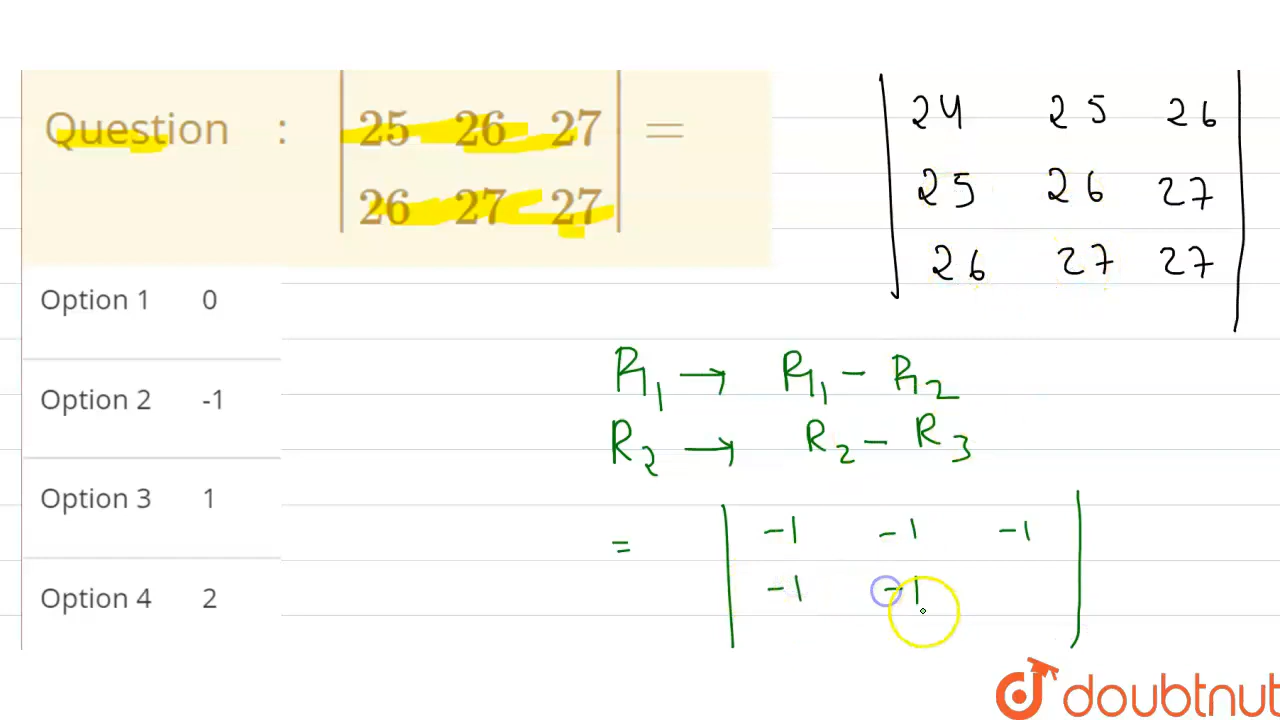 Question : 25 26 27 =
26 27 27
Option 1 0
Option 2 -1
Option 3 1
Option 4 2
24 25 26
25 26 27
26 27 27
R1 → R1 - R2
R2 → R2 - R3
= -1 -1 -1
-1 -1
doubtnut